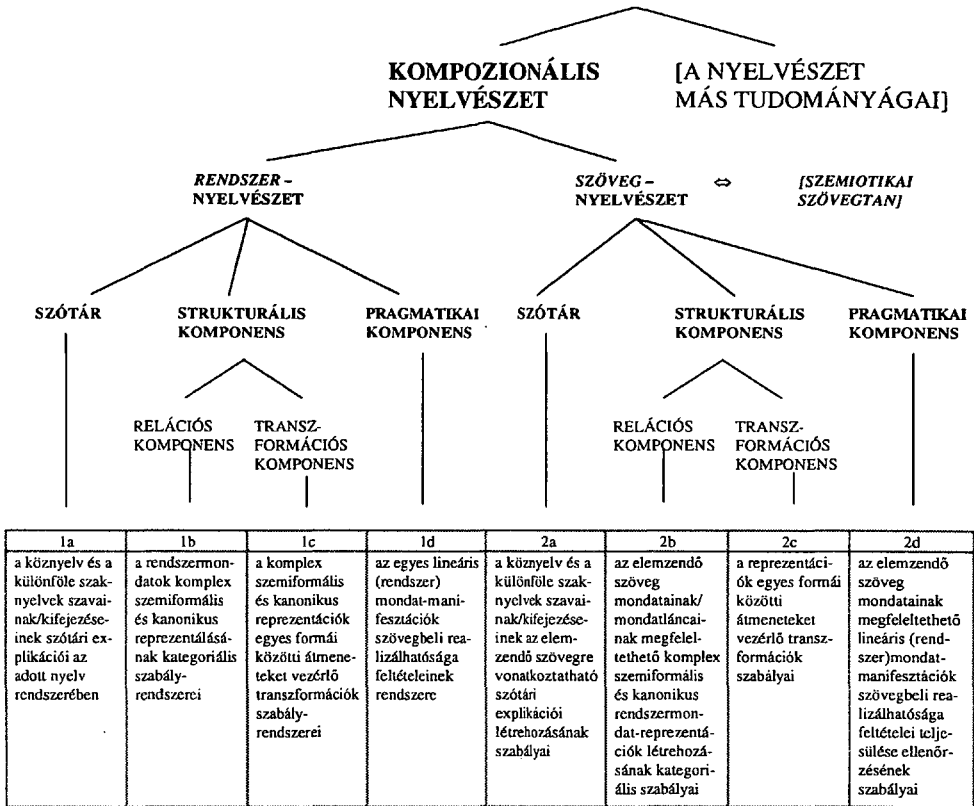 KOMPOZIONÁLIS
NYELVÉSZET
[A NYELVÉSZET
MÁS TUDOMÁNYÁGAI]
RENDSZER –
NYELVÉSZET
SZÖVEG –
NYELVÉSZET
⇔
[SZEMIOTIKAI
SZÖVEGTAN]
SZÓTÁR
STRUKTURÁLIS
KOMPONENS
PRAGMATIKAI
KOMPONENS
SZÓTÁR
STRUKTURÁLIS
KOMPONENS
PRAGMATIKAI
KOMPONENS
RELÁCIÓS
KOMPONENS
TRANSZ-
FORMÁCIÓS
KOMPONENS
RELÁCIÓS
KOMPONENS
TRANSZ-
FORMÁCIÓS
KOMPONENS
1a
a köznyelv és a
különféle szak-
nyelvek szavai-
nak/kifejezése-
inek szótári ex-
plikációi az
adott nyelv
rendszerében
1b
a rendszermon-
datok komplex
szemiformális
és kanonikus
reprezentálásá-
nak kategoriális
szabály-
rendszerei
1c
a komplex
szemiformális
és kanonikus
reprezentációk
egyes formái
közötti átmene-
teket vezérlő
transzformációk
szabály-
rendszerei
1d
az egyes lineáris
(rendszer)
mondat-mani-
fesztációk
szövegbeli rea-
lizálhatósága
feltételeinek
rendszere
2a
a köznyelv és a
különféle szak-
nyelvek szavai-
nak/kifejezése-
inek az elem-
zendő szövegre
vonatkoztatható
szótári
explikációi
létrehozásának
szabályai
2b
az elemzendő
szöveg
mondatainak/
mondatláncai-
nak megfelel-
tethető komplex
szemiformális
és kanonikus
rendszermon-
dat-reprezentá-
ciók létrehozá-
sának kategori-
ális szabályai
2c
a reprezentáci-
ók egyes formái
közötti
átmeneteket
vezérlő transz-
formációk
szabályai
2d
az elemzendő
szöveg
mondatainak
megfeleltethető
lineáris (rend-
szer)mondat-
manifesztációk
szövegbeli rea-
lizálhatósága
feltételei telje-
sülése ellenőr-
zésének
szabályai